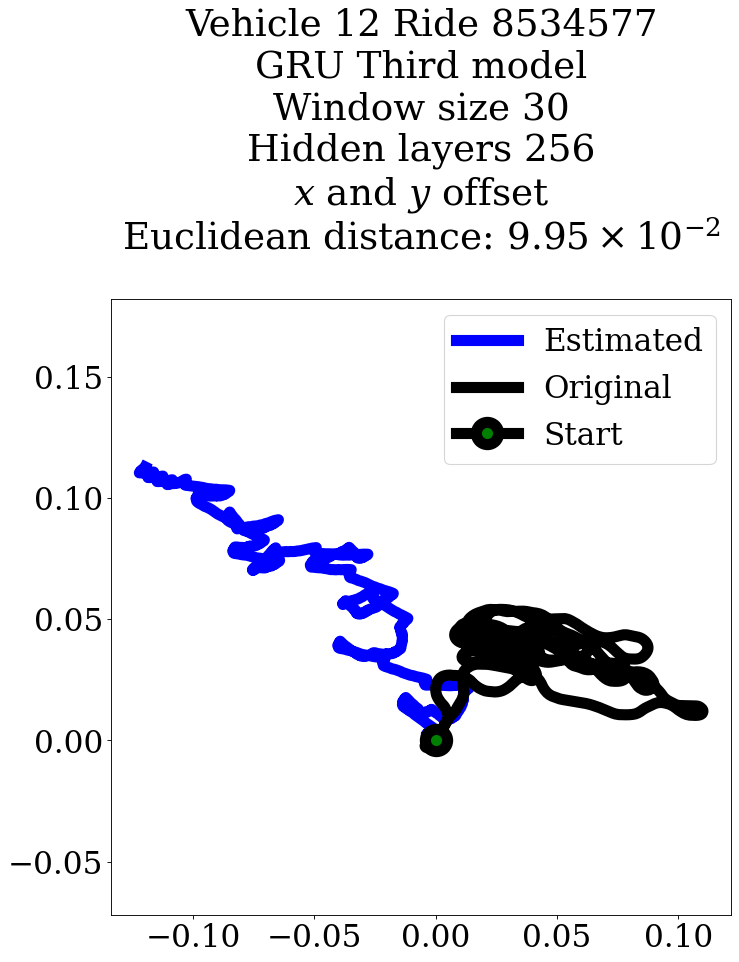 Vehicle 12 Ride 8534577
GRU Third model
Window size 30
Hidden layers 256
x and y offset
Euclidean distance: 9.95 × 10⁻²
Estimated
Original
Start
0.15
0.10
0.05
0.00
−0.05
−0.10 −0.05 0.00 0.05 0.10